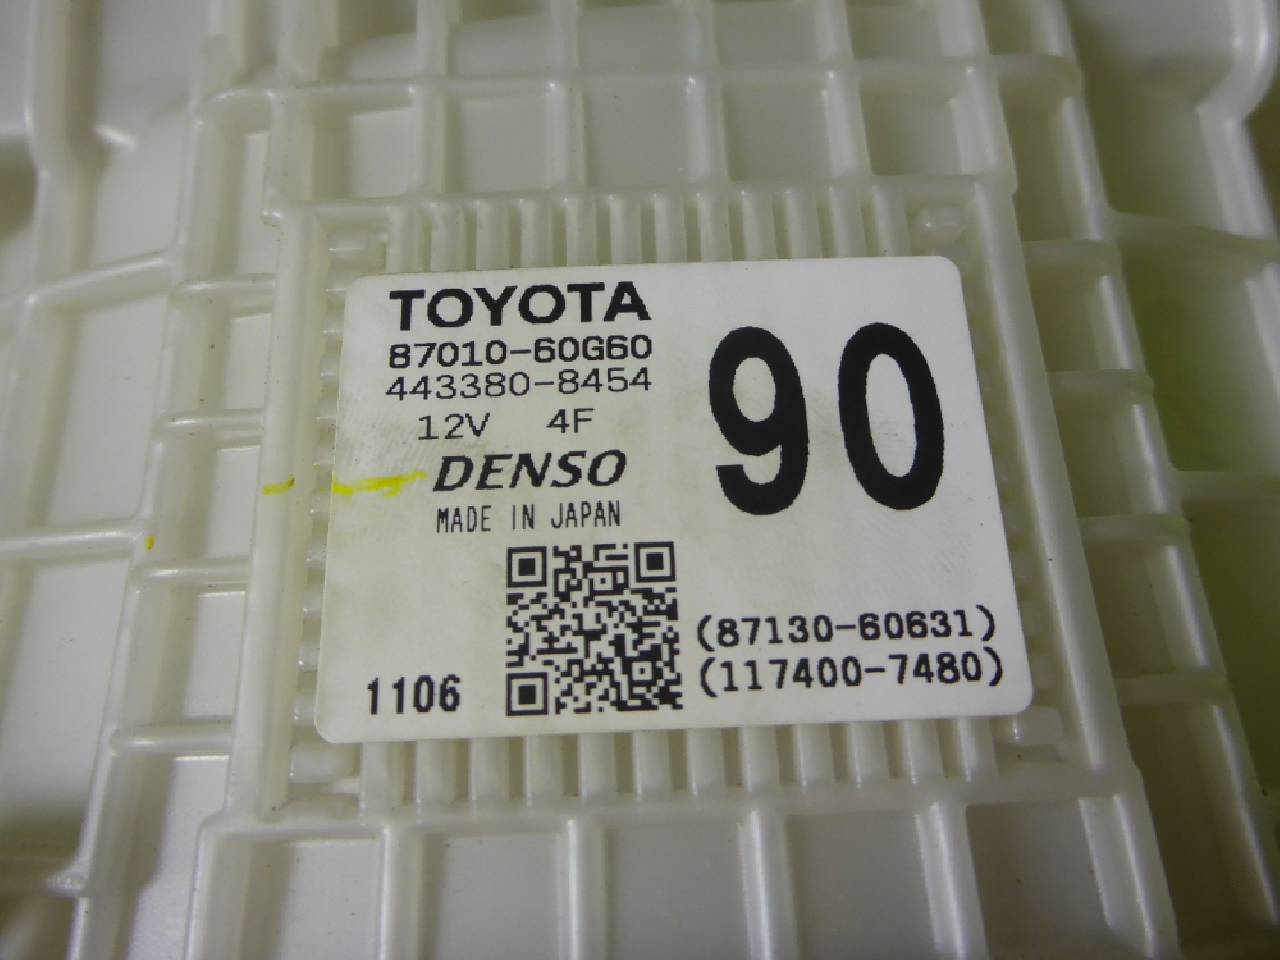 TOYOTA
87010-60G60
443380-8454
12V 4F
90
DENSO
MADE IN JAPAN
1106
(87130-60631)
(117400-7480)